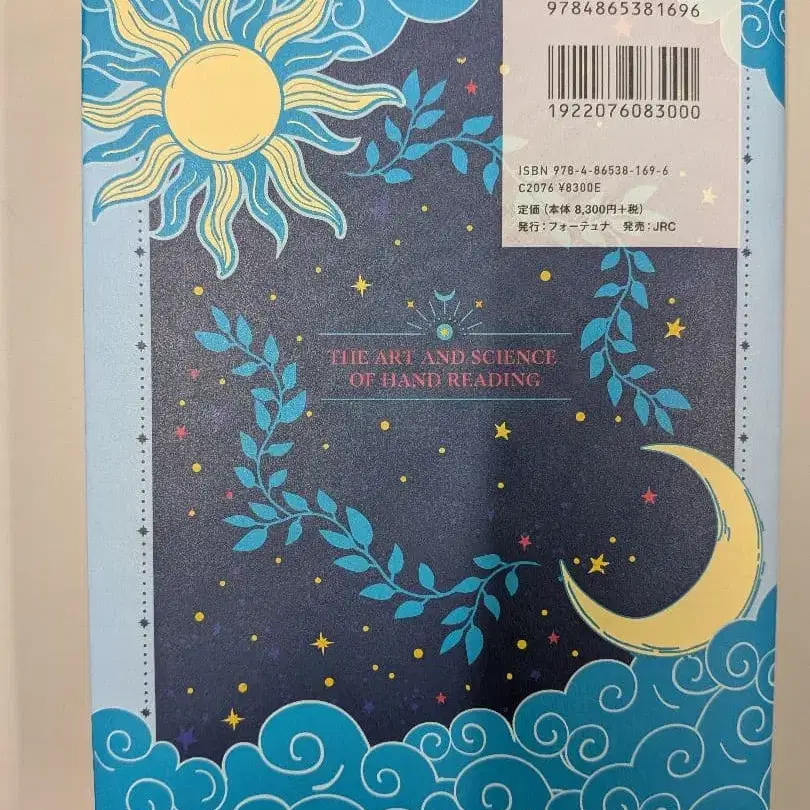 9784865381696
1922076083000
ISBN 978-4-86538-169-6
C2076 ¥8300E
定価 (本体 8,300円+税)
発行:フォーテュナ 発売:JRC
THE ART AND SCIENCE
OF HAND READING